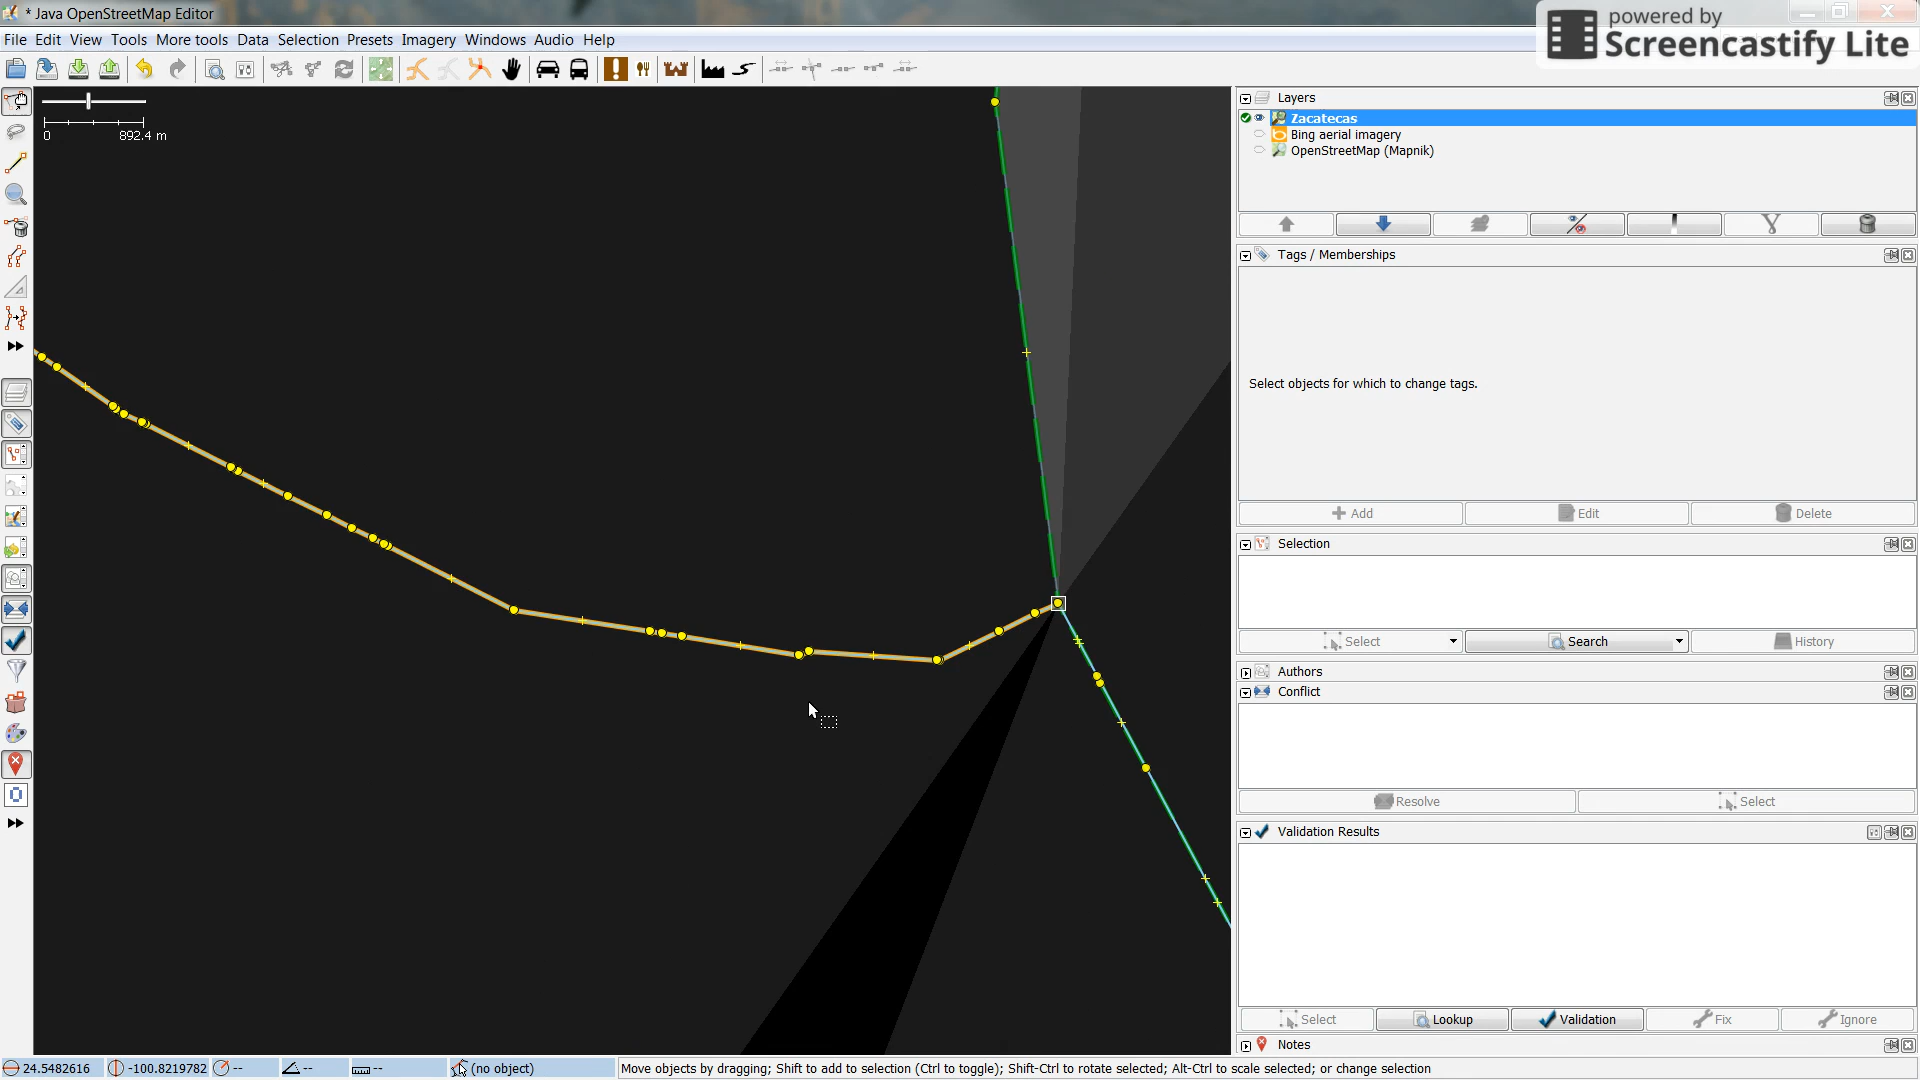 * Java OpenStreetMap Editor
powered by
Screencastify Lite
File Edit View Tools More tools Data Selection Presets Imagery Windows Audio Help
0 892.4 m
Layers
Zacatecas
Bing aerial imagery
OpenStreetMap (Mapnik)
Tags / Memberships
Select objects for which to change tags.
Add Edit Delete
Selection
Select Search History
Authors
Conflict
Resolve Select
Validation Results
Select Lookup Validation Fix Ignore
Notes
24.5482616 -100.8219782 -- -- -- (no object) Move objects by dragging; Shift to add to selection (Ctrl to toggle); Shift-Ctrl to rotate selected; Alt-Ctrl to scale selected; or change selection